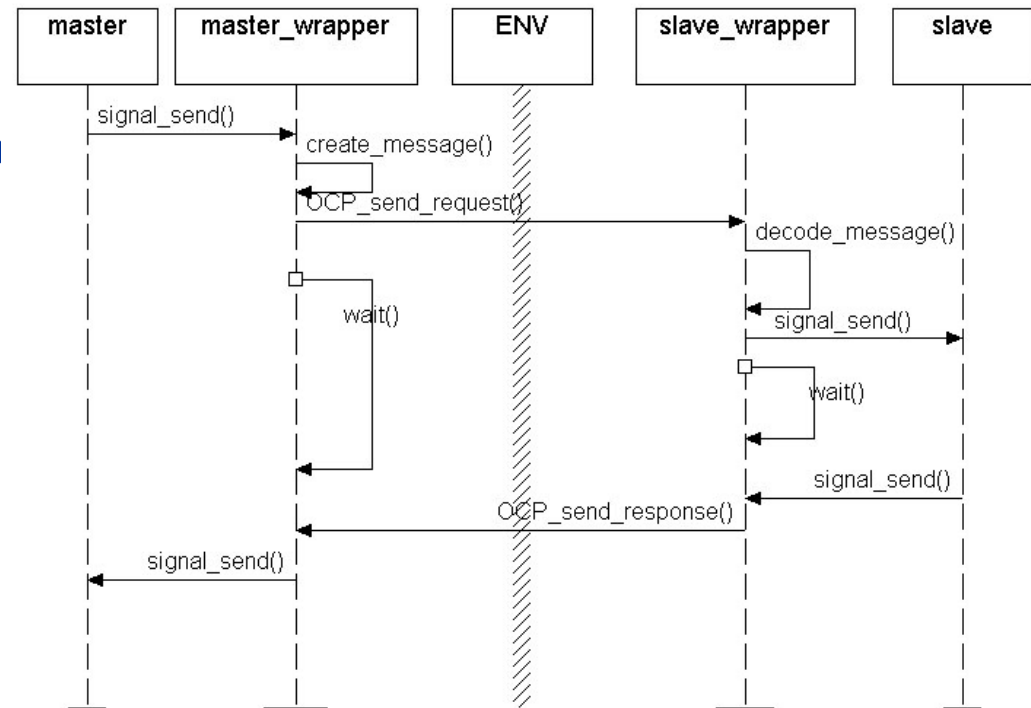 master
master_wrapper
ENV
slave_wrapper
slave
signal_send()
create_message()
OCP_send_request()
decode_message()
wait()
signal_send()
wait()
signal_send()
OCP_send_response()
signal_send()